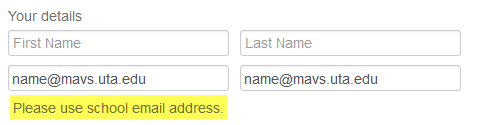 Your details
First Name Last Name
name@mavs.uta.edu name@mavs.uta.edu
Please use school email address.